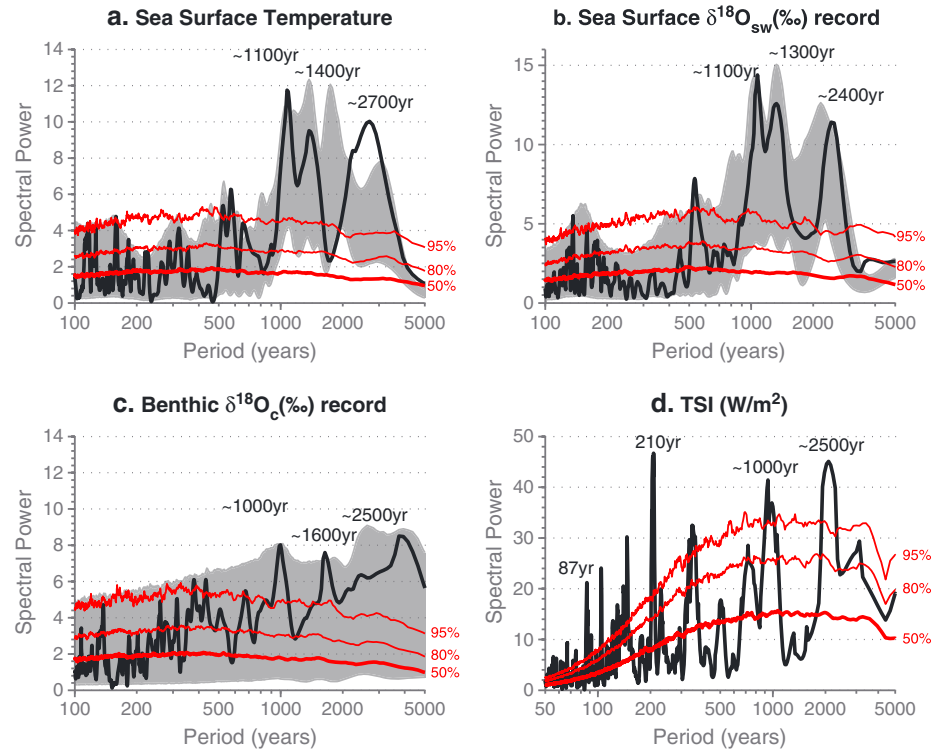 a. Sea Surface Temperature
14
12
10
8
6
4
2
0
Spectral Power
~1100yr
~1400yr
~2700yr
95%
80%
50%
100 200 500 1000 2000 5000
Period (years)
b. Sea Surface δ¹⁸Oₛw(‰) record
15
10
5
0
Spectral Power
~1100yr
~1300yr
~2400yr
95%
80%
50%
100 200 500 1000 2000 5000
Period (years)
c. Benthic δ¹⁸O_c(‰) record
14
12
10
8
6
4
2
0
Spectral Power
~1000yr
~1600yr
~2500yr
95%
80%
50%
100 200 500 1000 2000 5000
Period (years)
d. TSI (W/m²)
50
40
30
20
10
0
Spectral Power
87yr
210yr
~1000yr
~2500yr
95%
80%
50%
50 100 200 500 1000 2000 5000
Period (years)